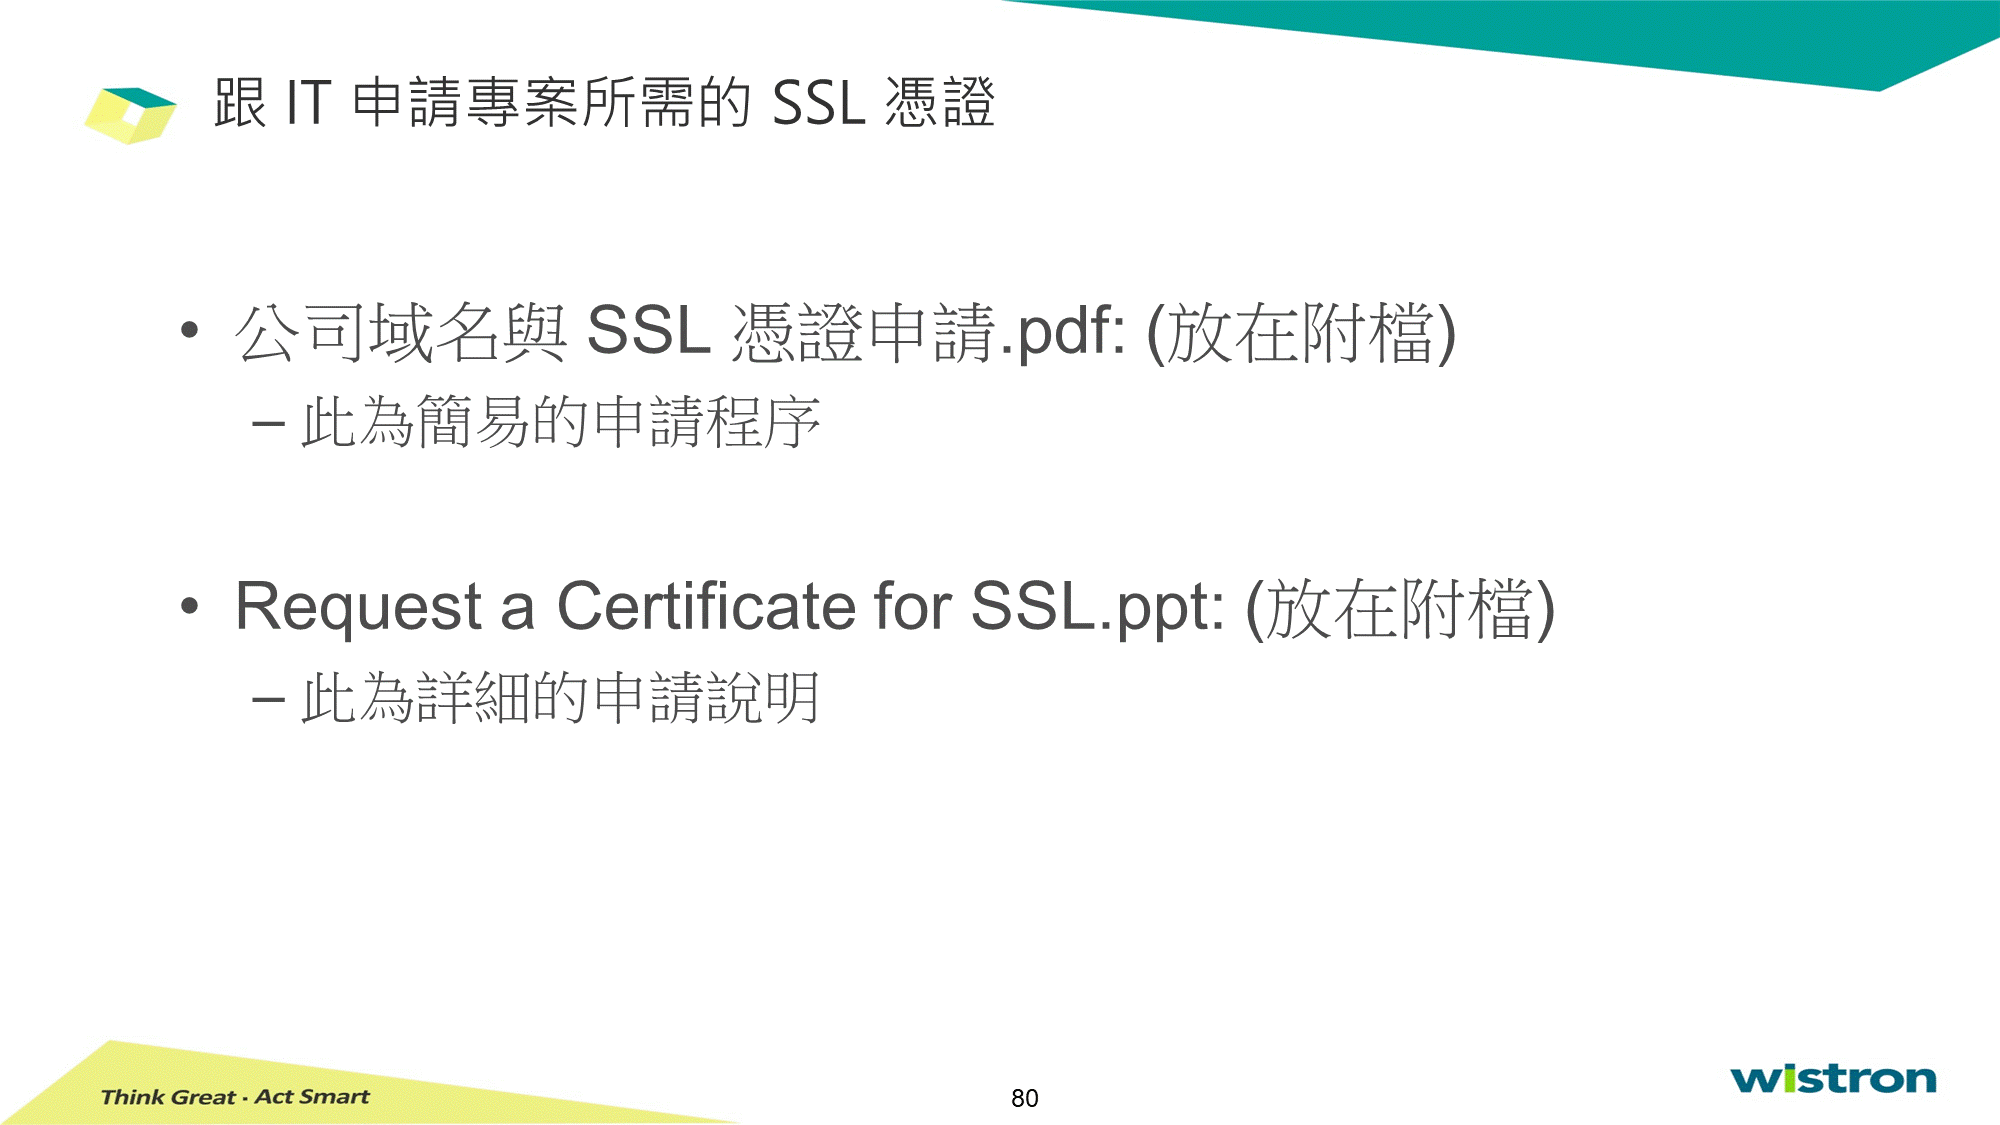 跟 IT 申請專案所需的 SSL 憑證
• 公司域名與 SSL 憑證申請.pdf: (放在附檔)
– 此為簡易的申請程序
• Request a Certificate for SSL.ppt: (放在附檔)
– 此為詳細的申請說明
Think Great · Act Smart
80
wistron